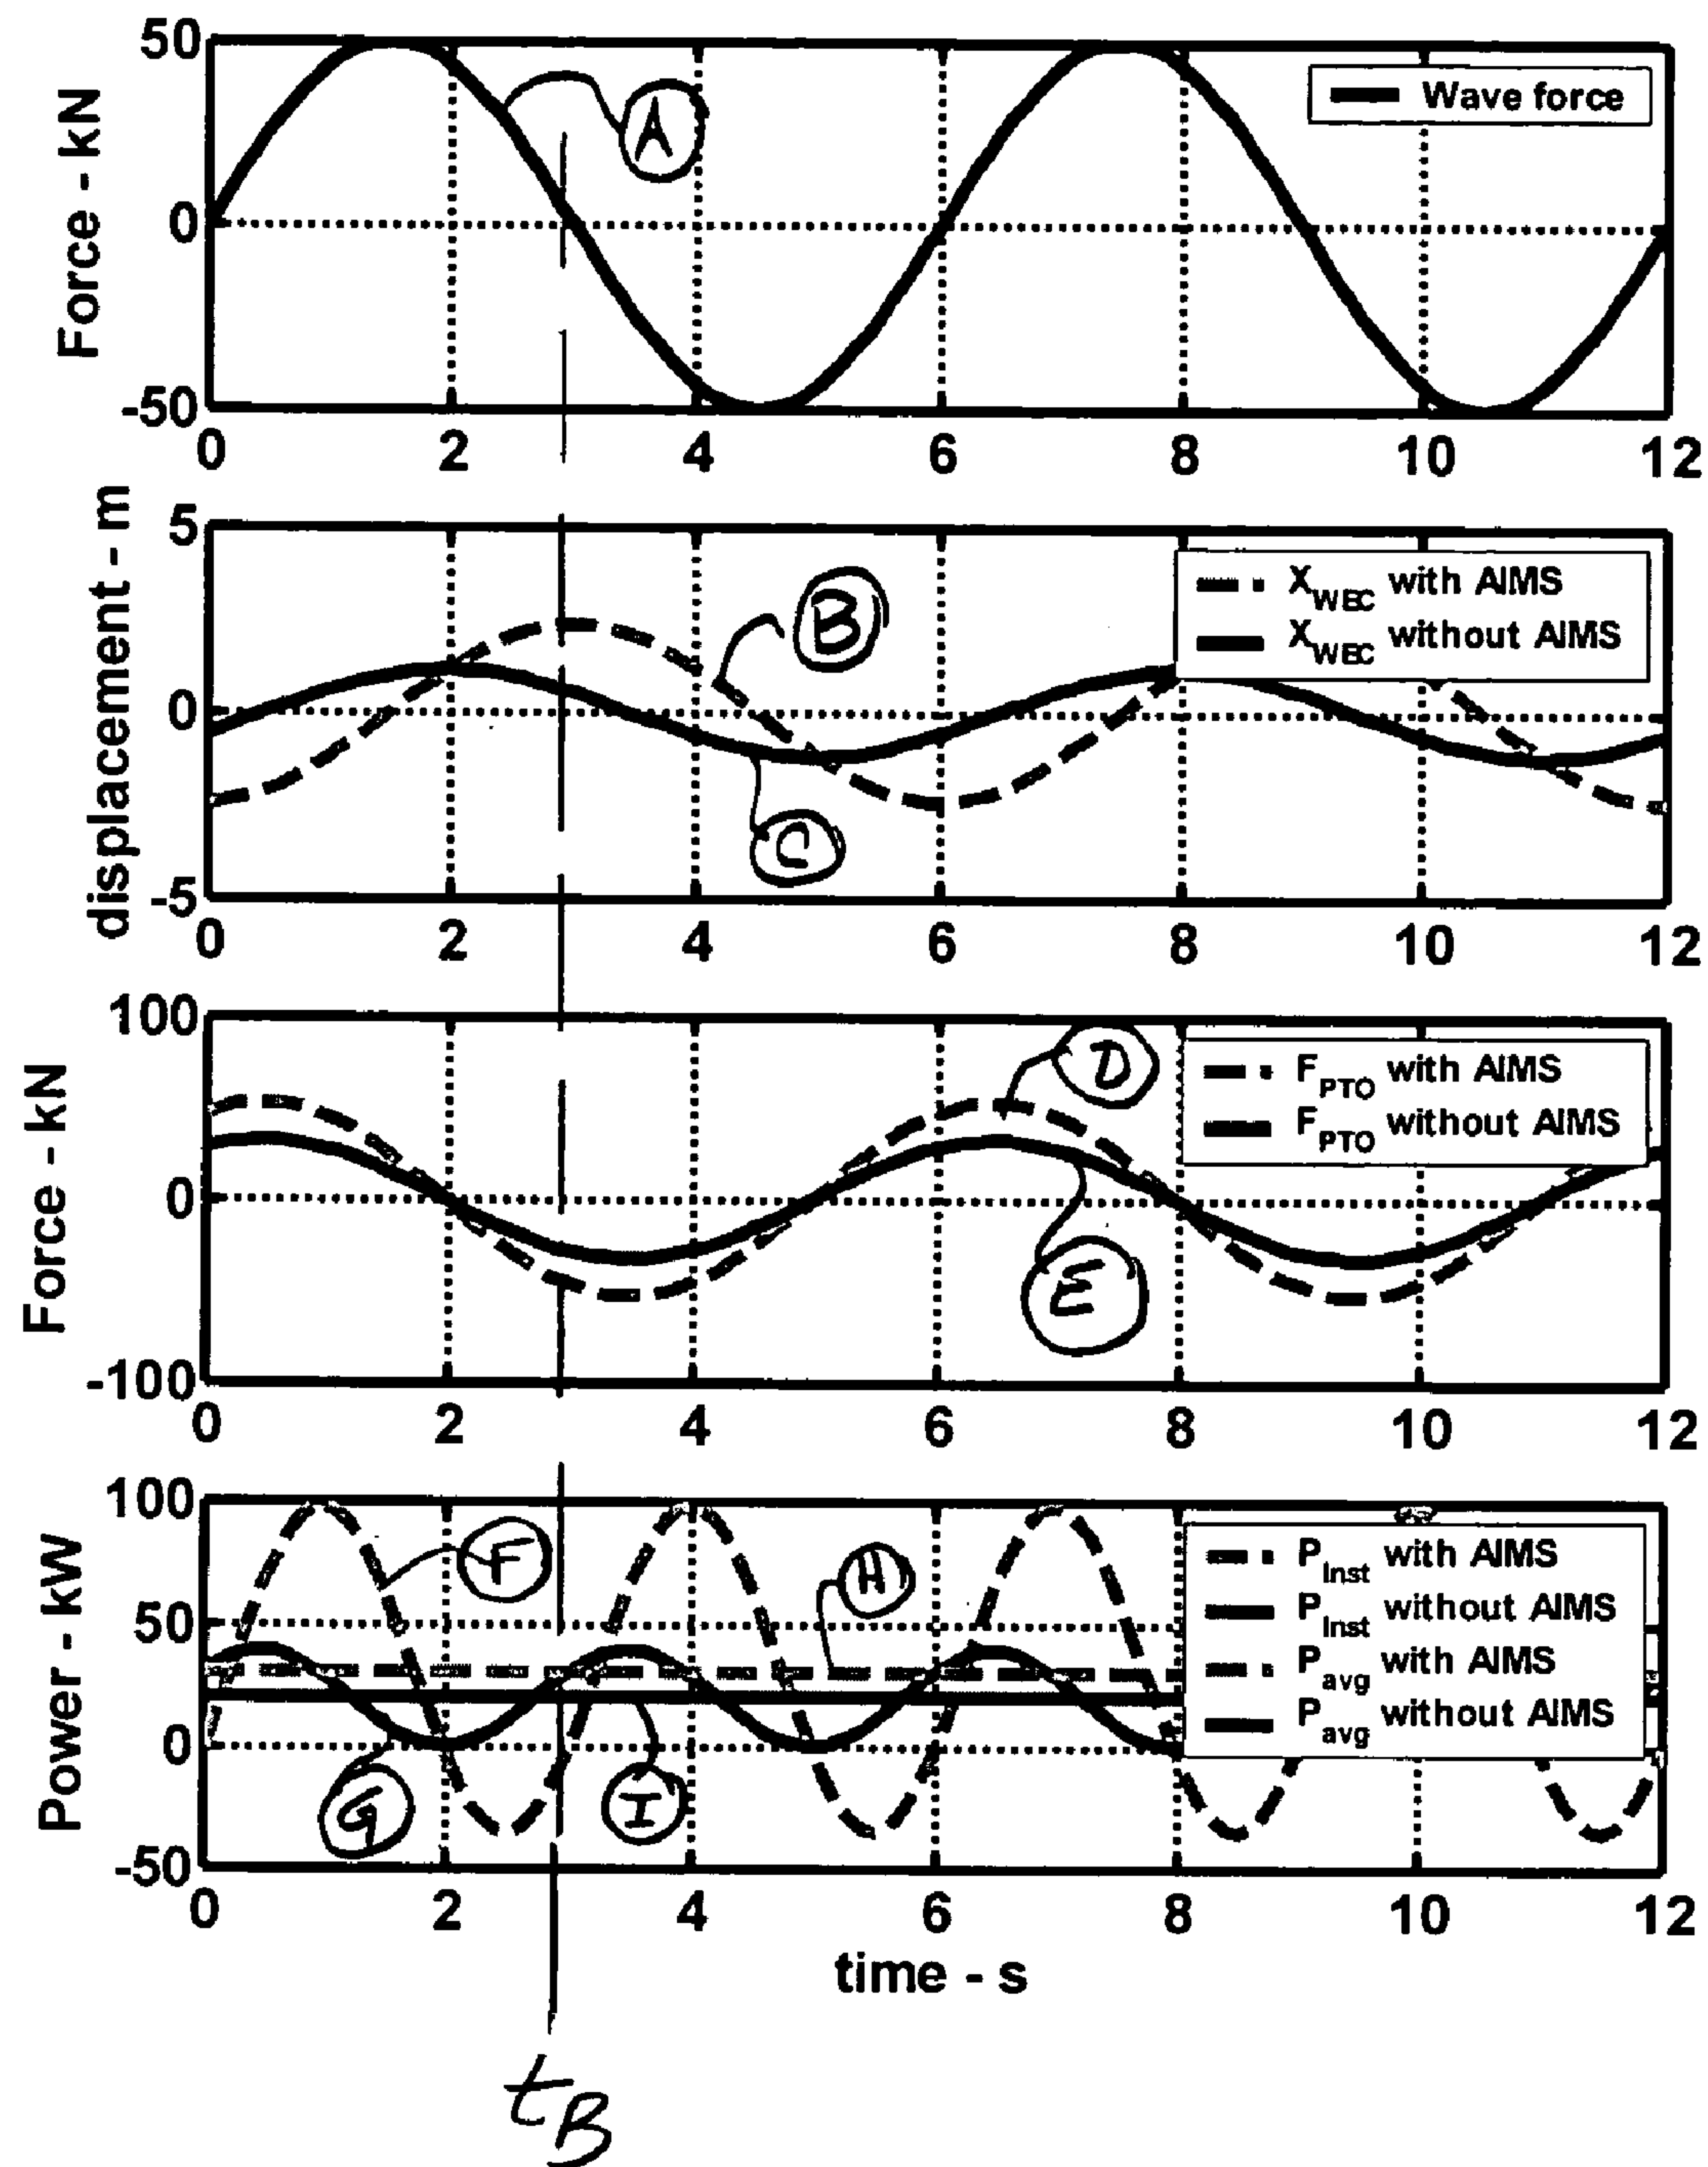 50
0
-50
Force - kN
Wave force
A
0 2 4 6 8 10 12
5
0
-5
displacement - m
X_WEC with AIMS
X_WEC without AIMS
B
C
0 2 4 6 8 10 12
100
0
-100
Force - kN
F_PTO with AIMS
F_PTO without AIMS
D
E
0 2 4 6 8 10 12
100
50
0
-50
Power - kW
P_Inst with AIMS
P_Inst without AIMS
P_avg with AIMS
P_avg without AIMS
F
H
G
I
0 2 4 6 8 10 12
time - s
t_B